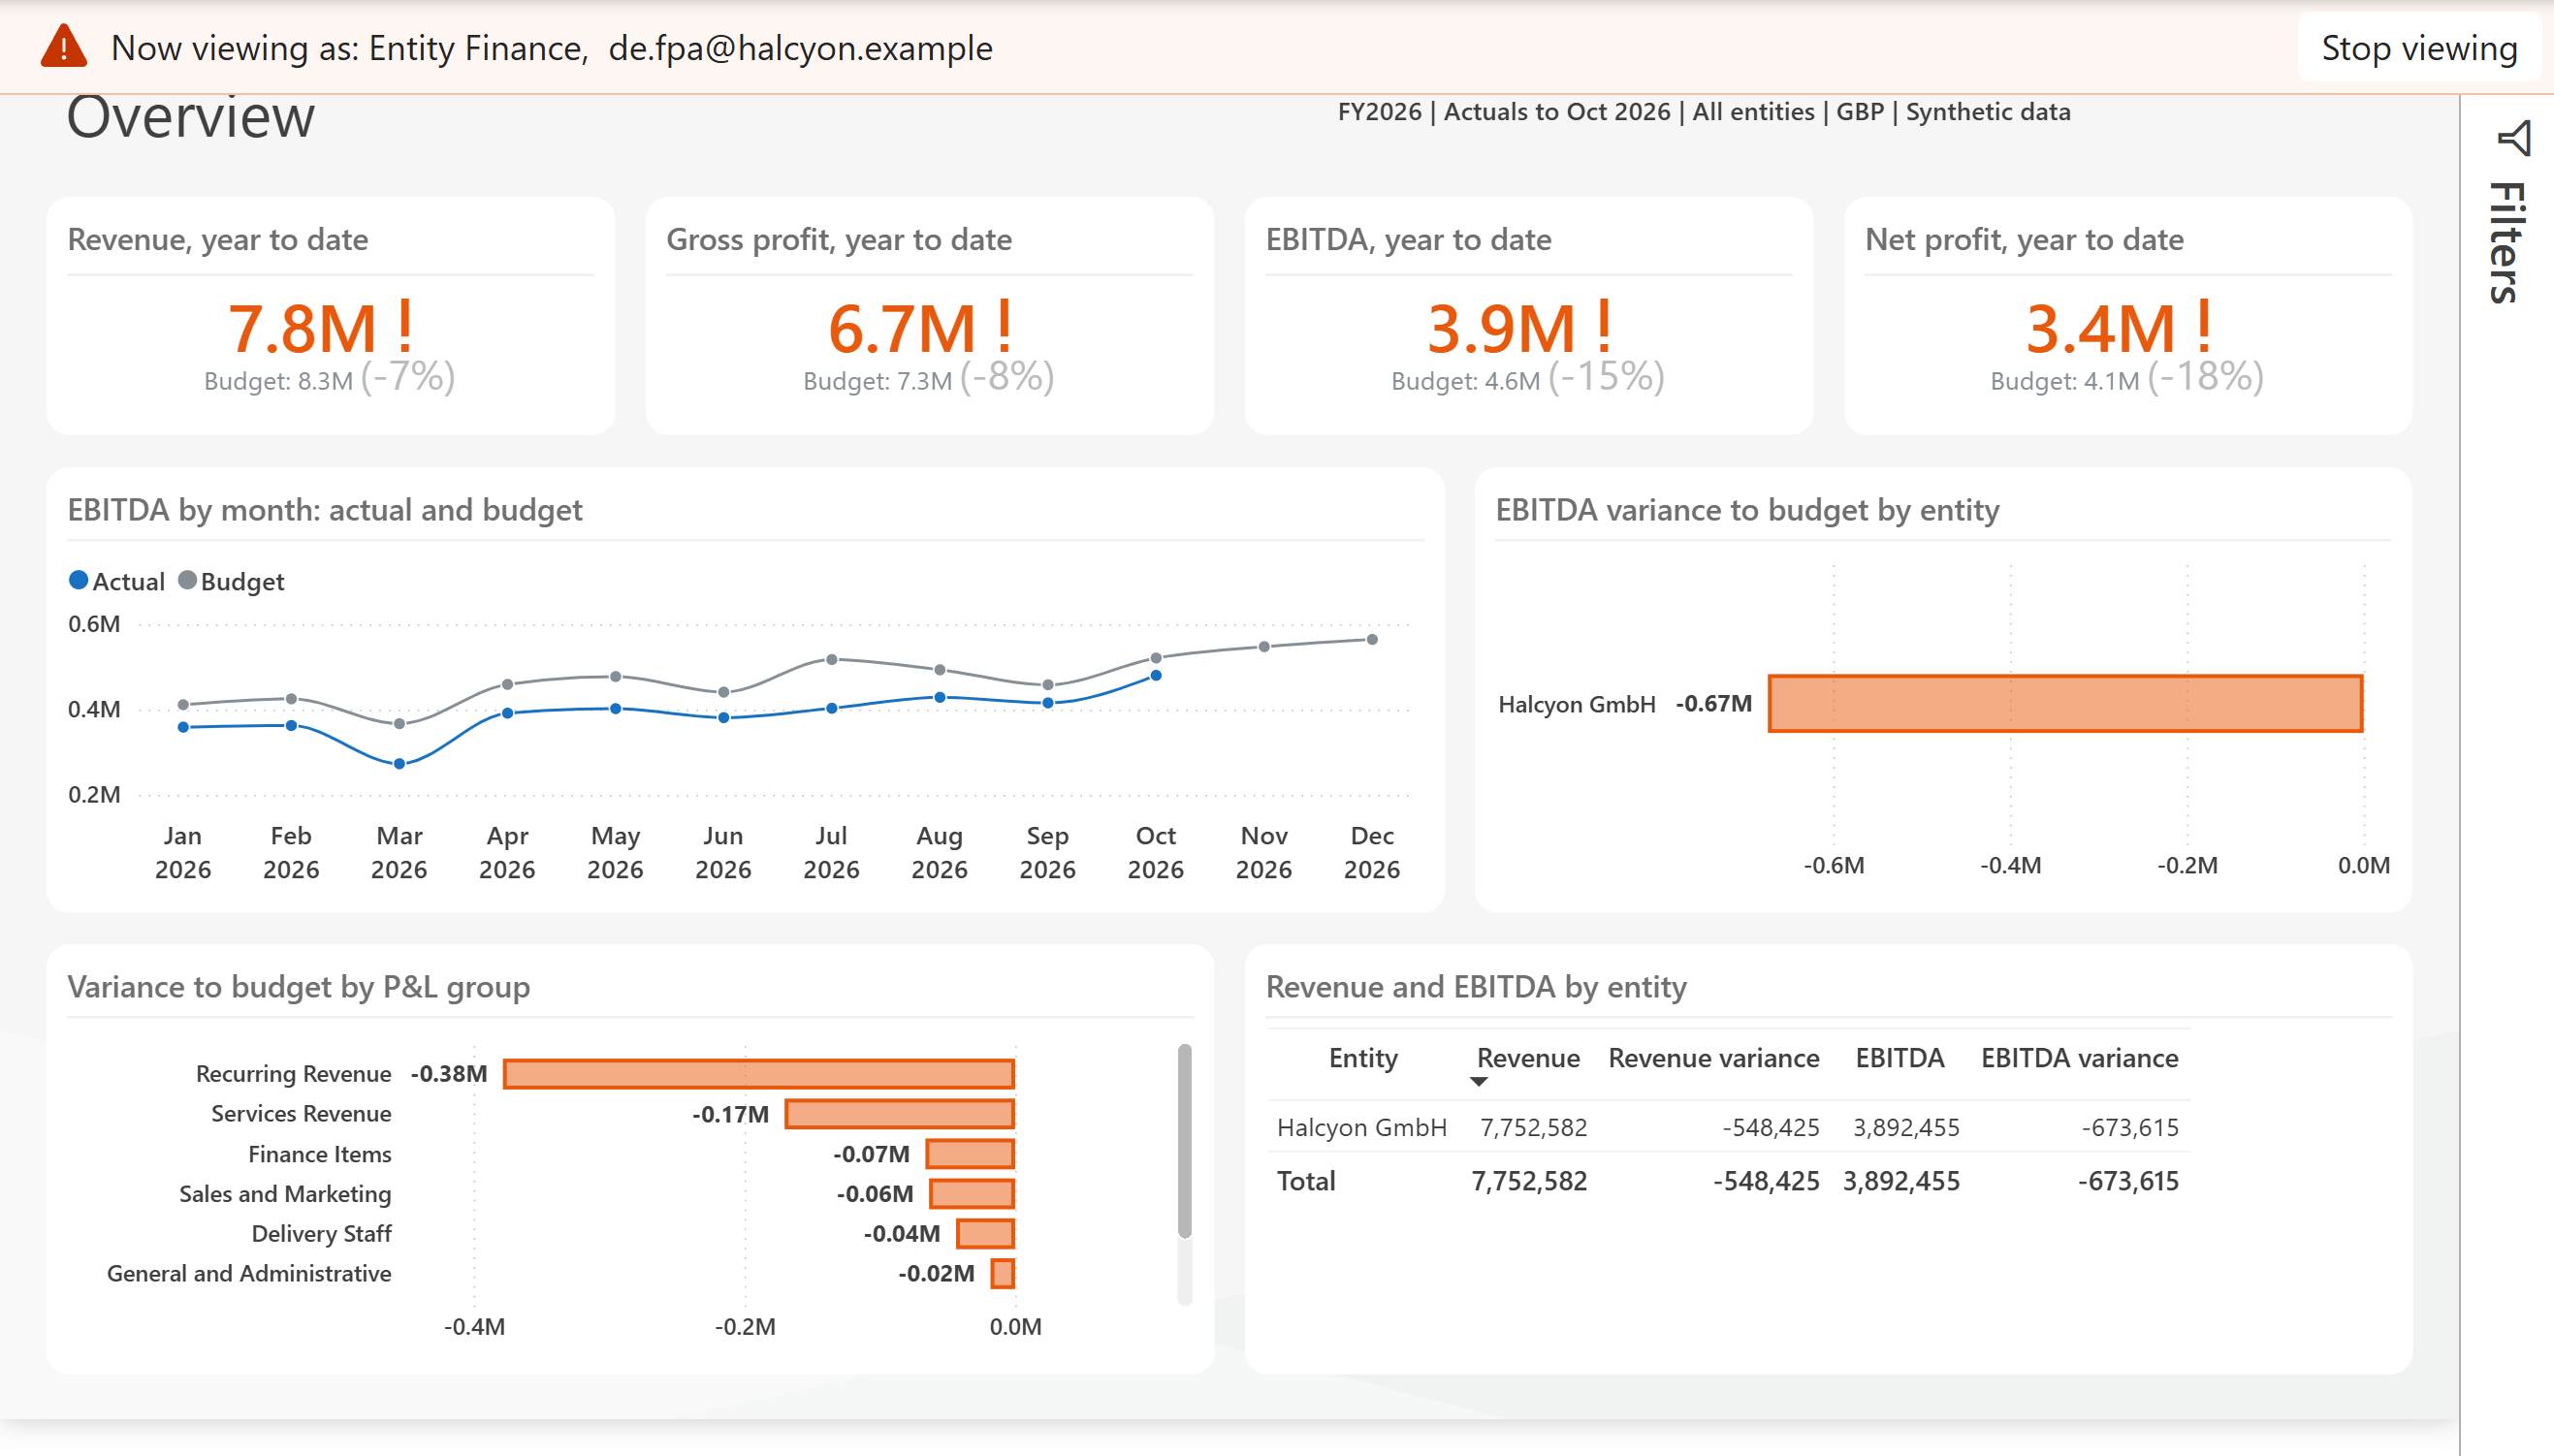 Now viewing as: Entity Finance, de.fpa@halcyon.example
Stop viewing
Overview
FY2026 | Actuals to Oct 2026 | All entities | GBP | Synthetic data
Filters
Revenue, year to date
7.8M !
Budget: 8.3M (-7%)
Gross profit, year to date
6.7M !
Budget: 7.3M (-8%)
EBITDA, year to date
3.9M !
Budget: 4.6M (-15%)
Net profit, year to date
3.4M !
Budget: 4.1M (-18%)
EBITDA by month: actual and budget
Actual Budget
0.6M
0.4M
0.2M
Jan Feb Mar Apr May Jun Jul Aug Sep Oct Nov Dec
2026 2026 2026 2026 2026 2026 2026 2026 2026 2026 2026 2026
EBITDA variance to budget by entity
Halcyon GmbH -0.67M
-0.6M -0.4M -0.2M 0.0M
Variance to budget by P&L group
Recurring Revenue -0.38M
Services Revenue -0.17M
Finance Items -0.07M
Sales and Marketing -0.06M
Delivery Staff -0.04M
General and Administrative -0.02M
-0.4M -0.2M 0.0M
Revenue and EBITDA by entity
Entity Revenue Revenue variance EBITDA EBITDA variance
Halcyon GmbH 7,752,582 -548,425 3,892,455 -673,615
Total 7,752,582 -548,425 3,892,455 -673,615